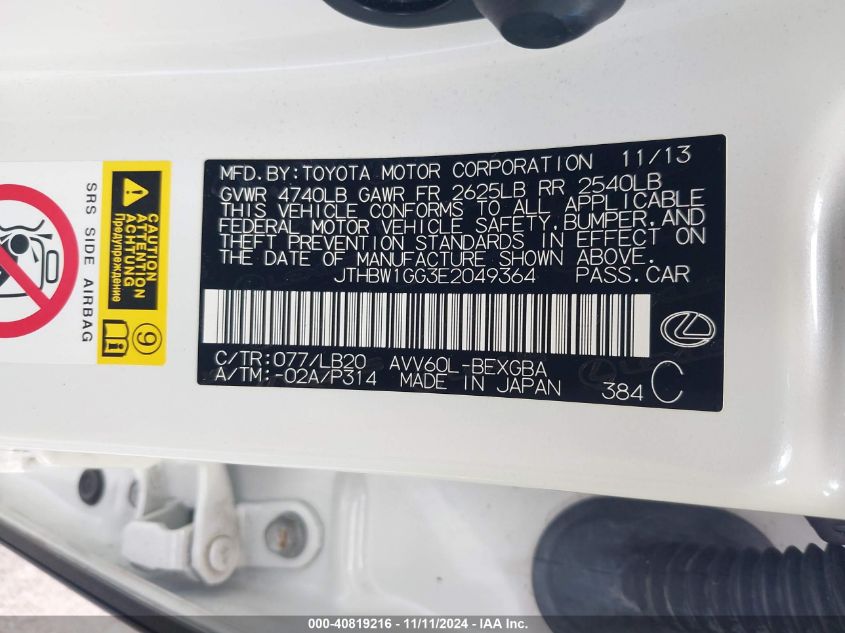 MFD.BY:TOYOTA MOTOR CORPORATION 11/13
GVWR 4740LB GAWR FR 2625LB RR 2540LB
THIS VEHICLE CONFORMS TO ALL APPLICABLE
FEDERAL MOTOR VEHICLE SAFETY,BUMPER,AND
THEFT PREVENTION STANDARDS IN EFFECT ON
THE DATE OF MANUFACTURE SHOWN ABOVE.
JTHBW1GG3E2049364 PASS.CAR
C/TR:077/LB20 AVV60L-BEXGBA
A/TM:-02A/P314 MADE IN JAPAN 384 C
SRS SIDE AIRBAG
CAUTION
ATTENTION
ACHTUNG
Предупреждение
9
000-40819216 - 11/11/2024 - IAA Inc.